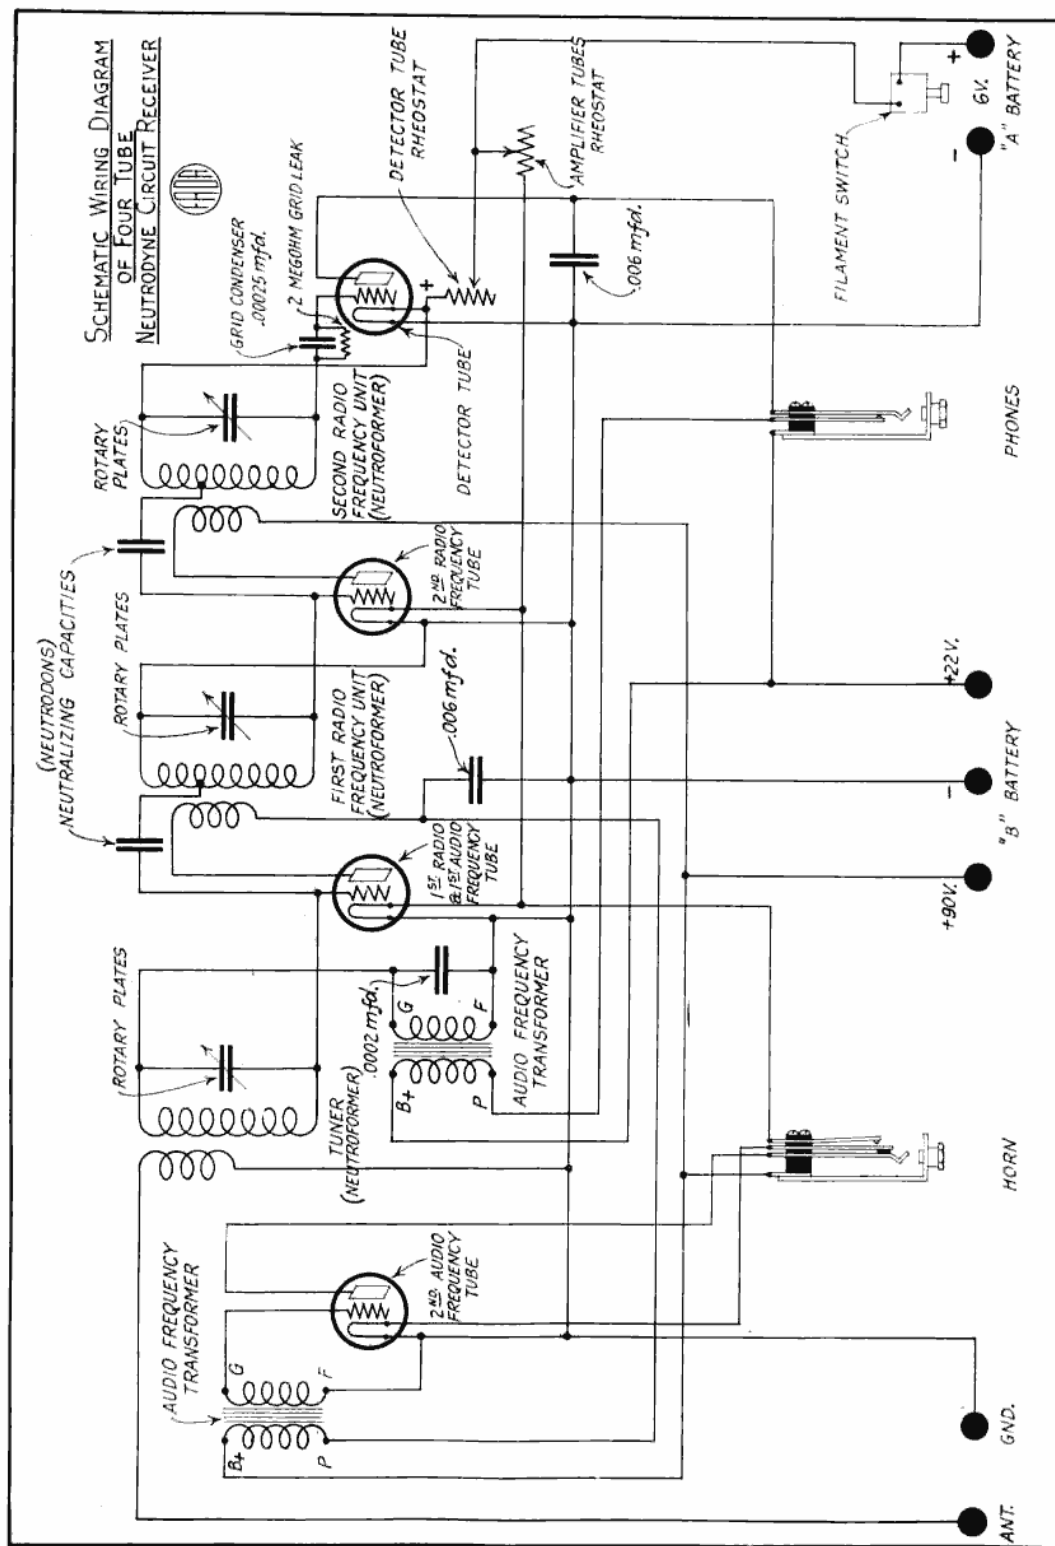 SCHEMATIC WIRING DIAGRAM
OF FOUR TUBE
NEUTRODYNE CIRCUIT RECEIVER
FADA
(NEUTRODONS)
NEUTRALIZING CAPACITIES
ROTARY PLATES
ROTARY PLATES
ROTARY
PLATES
GRID CONDENSER
.00025 mfd.
2 MEGOHM GRID LEAK
DETECTOR TUBE
RHEOSTAT
AMPLIFIER TUBES
RHEOSTAT
AUDIO FREQUENCY
TRANSFORMER
G
F
B+
P
2ND AUDIO
FREQUENCY
TUBE
TUNER
(NEUTROFORMER)
.0002 mfd.
G
F
B+
P
AUDIO FREQUENCY
TRANSFORMER
1ST RADIO
& 1ST AUDIO
FREQUENCY
TUBE
FIRST RADIO
FREQUENCY UNIT
(NEUTROFORMER)
.006 mfd.
2ND RADIO
FREQUENCY
TUBE
SECOND RADIO
FREQUENCY UNIT
(NEUTROFORMER)
DETECTOR TUBE
+
.006 mfd.
FILAMENT SWITCH
ANT.
GND.
HORN
+90V.
-
+22V.
"B" BATTERY
PHONES
-
6V.
+
"A" BATTERY